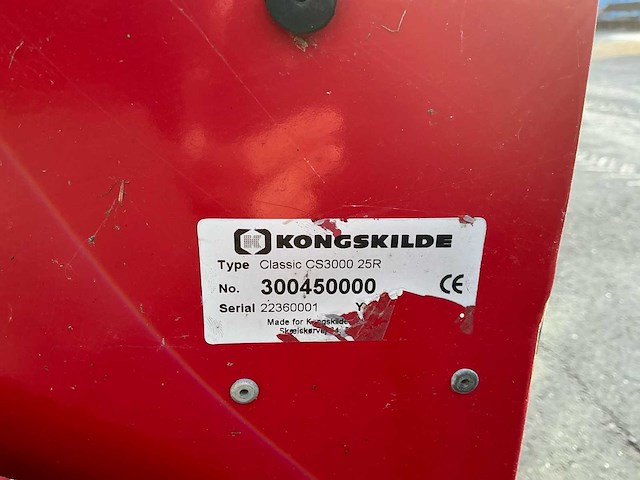 KONGSKILDE
Type Classic CS3000 25R
No. 300450000
CE
Serial 22360001
Made for Kongskilde